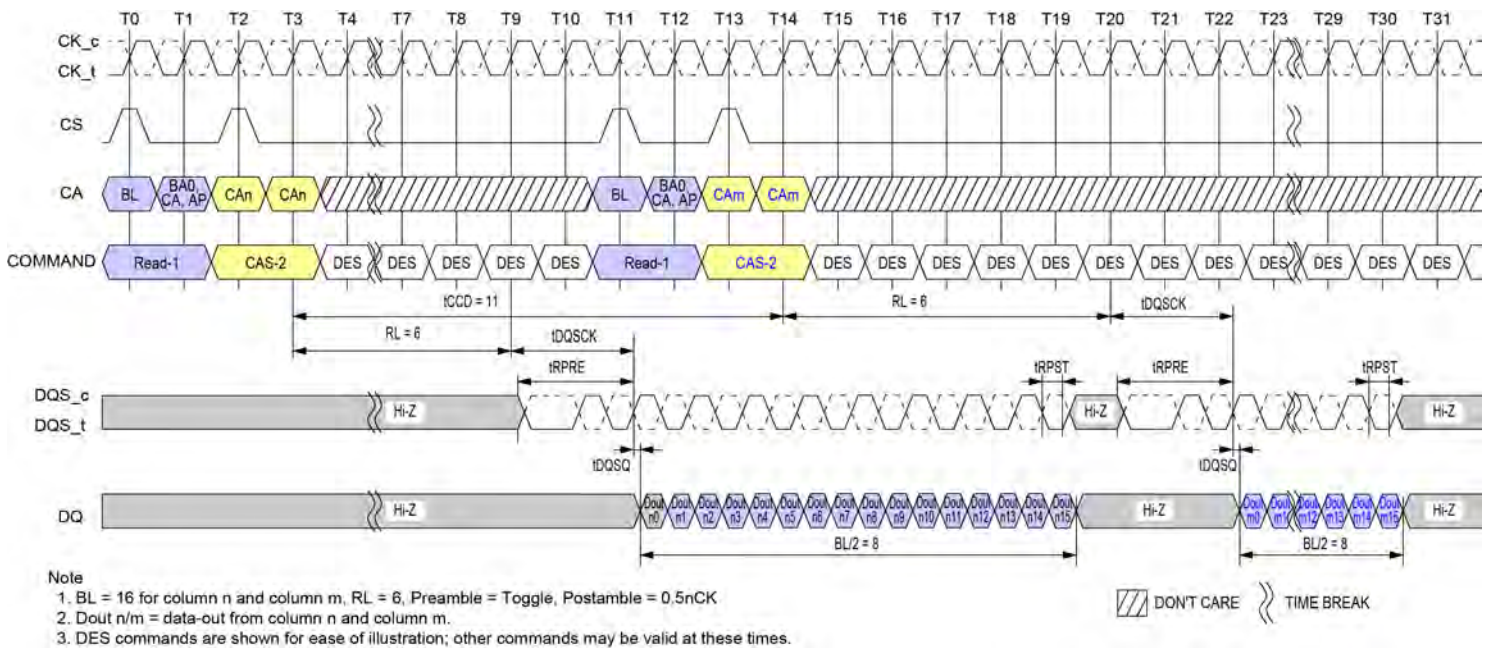 T0 T1 T2 T3 T4 T7 T8 T9 T10 T11 T12 T13 T14 T15 T16 T17 T18 T19 T20 T21 T22 T23 T29 T30 T31
CK_c
CK_t
CS
CA BL BA0, CA, AP CAn CAn BL BA0, CA, AP CAm CAm
COMMAND Read-1 CAS-2 DES DES DES DES DES Read-1 CAS-2 DES DES DES DES DES DES DES DES DES DES DES DES
tCCD = 11 RL = 6 tDQSCK
RL = 6 tDQSCK
tRPRE tRPST tRPRE tRPST
DQS_c
DQS_t
Hi-Z Hi-Z Hi-Z
tDQSQ tDQSQ
DQ Hi-Z Dout n0 Dout n1 Dout n2 Dout n3 Dout n4 Dout n5 Dout n6 Dout n7 Dout n8 Dout n9 Dout n10 Dout n11 Dout n12 Dout n13 Dout n14 Dout n15 Hi-Z Dout m0 Dout m1 Dout m12 Dout m13 Dout m14 Dout m15 Hi-Z
BL/2 = 8 BL/2 = 8
Note
1. BL = 16 for column n and column m, RL = 6, Preamble = Toggle, Postamble = 0.5nCK
2. Dout n/m = data-out from column n and column m.
3. DES commands are shown for ease of illustration; other commands may be valid at these times.
DON'T CARE TIME BREAK